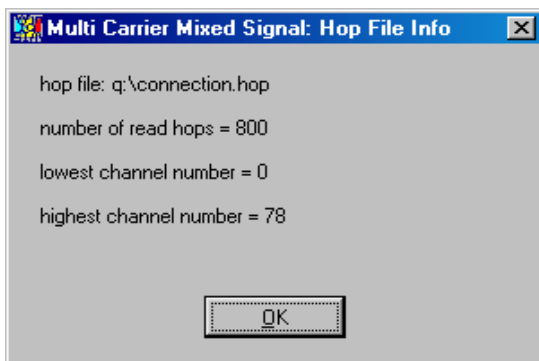 Multi Carrier Mixed Signal: Hop File Info
hop file: q:\connection.hop
number of read hops = 800
lowest channel number = 0
highest channel number = 78
OK